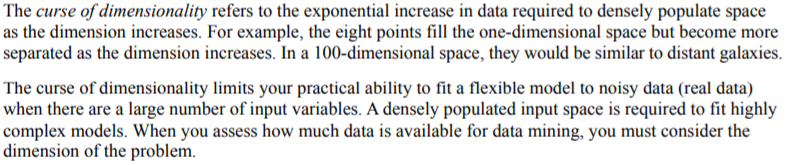 The curse of dimensionality refers to the exponential increase in data required to densely populate space
as the dimension increases. For example, the eight points fill the one-dimensional space but become more
separated as the dimension increases. In a 100-dimensional space, they would be similar to distant galaxies.
The curse of dimensionality limits your practical ability to fit a flexible model to noisy data (real data)
when there are a large number of input variables. A densely populated input space is required to fit highly
complex models. When you assess how much data is available for data mining, you must consider the
dimension of the problem.